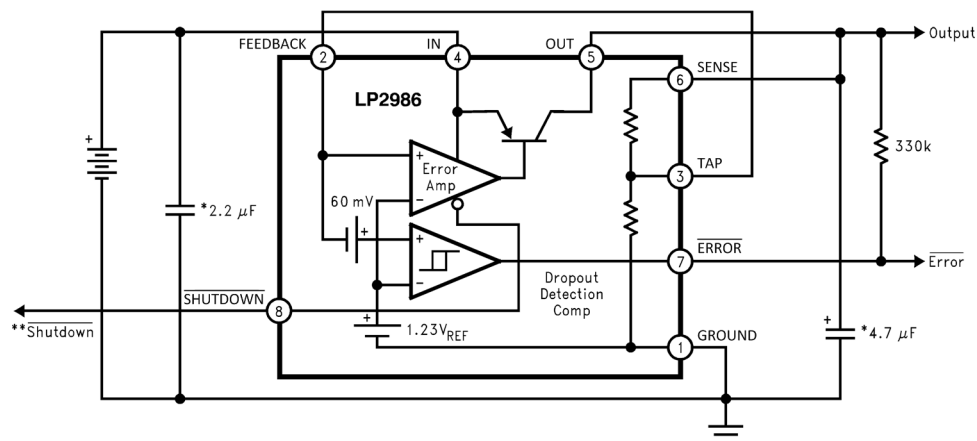 FEEDBACK
IN
OUT
Output
2
4
5
6
SENSE
LP2986
+
330k
+
Error
Amp
3
TAP
*2.2 µF
60 mV
−
+
+
ERROR
7
Error
SHUTDOWN
−
Dropout
Detection
Comp
8
**Shutdown
+
1.23VREF
GROUND
1
+
*4.7 µF